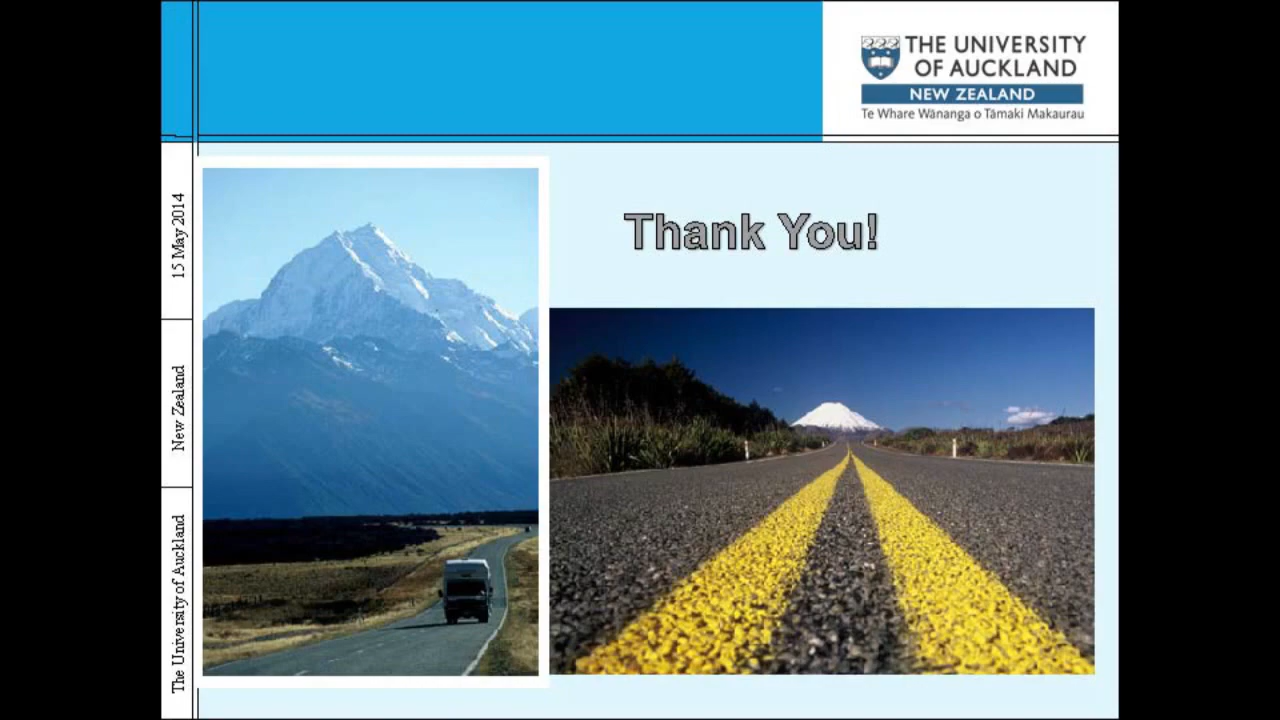 THE UNIVERSITY
OF AUCKLAND
NEW ZEALAND
Te Whare Wānanga o Tāmaki Makaurau
15 May 2014
New Zealand
The University of Auckland
Thank You!